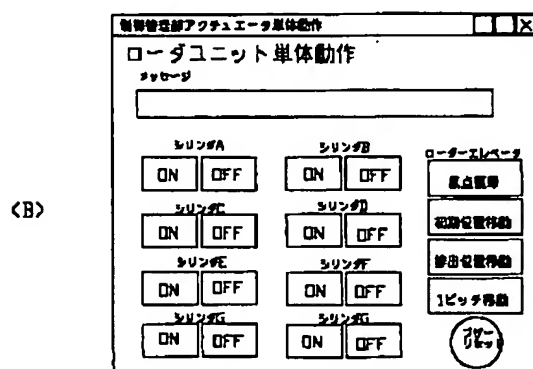 制御管理部アクチュエータ単体動作
ローダユニット単体動作
メッセージ
シリンダA
ON OFF
シリンダB
ON OFF
シリンダC
ON OFF
シリンダD
ON OFF
シリンダE
ON OFF
シリンダF
ON OFF
シリンダG
ON OFF
シリンダG
ON OFF
ローダーエレベータ
原点復帰
初期位置移動
排出位置移動
1ピッチ移動
ブザー
リセット
<B>